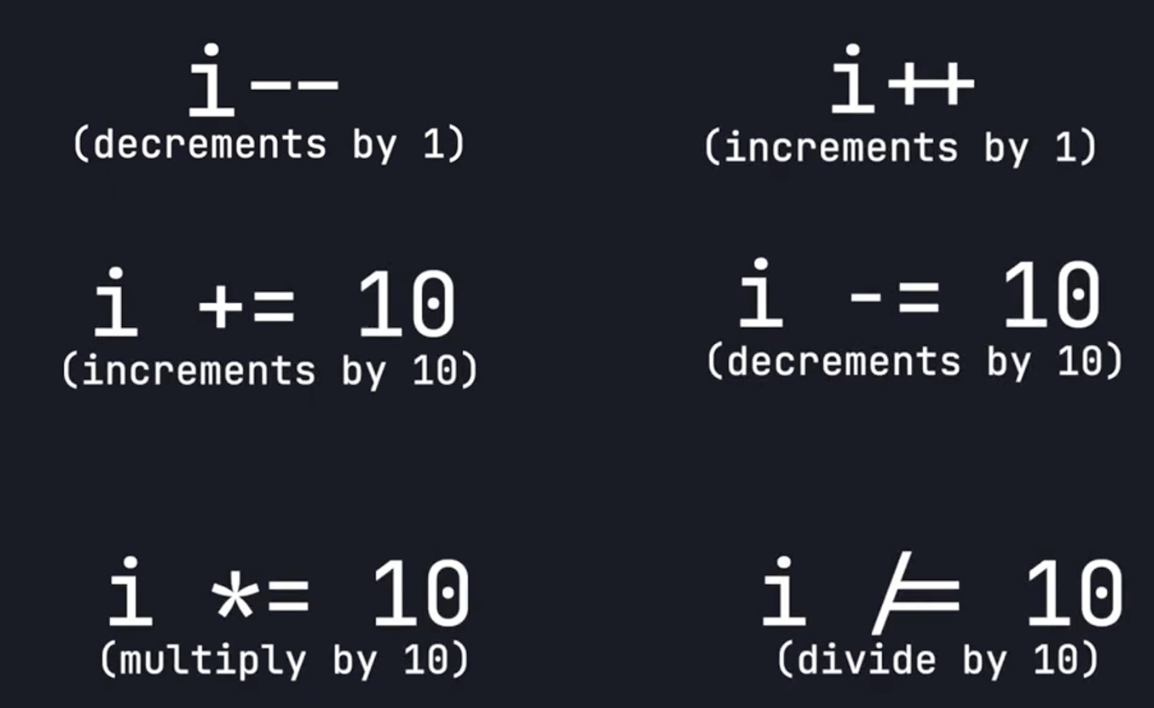 i--
(decrements by 1)
i++
(increments by 1)
i += 10
(increments by 10)
i -= 10
(decrements by 10)
i *= 10
(multiply by 10)
i /= 10
(divide by 10)